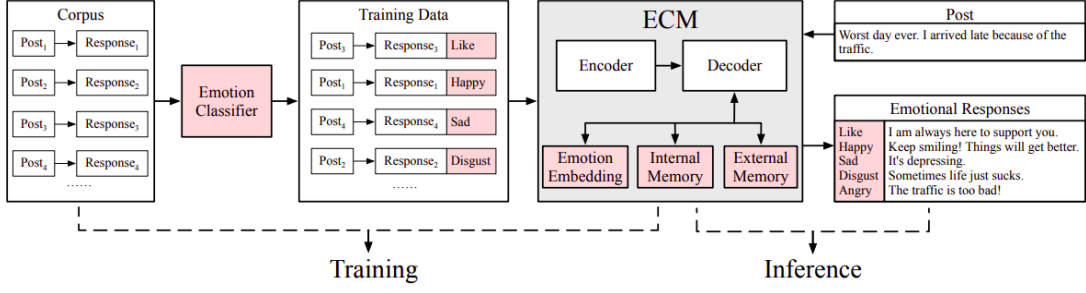 Corpus
Post₁ Response₁
Post₂ Response₂
Post₃ Response₃
Post₄ Response₄
......
Emotion
Classifier
Training Data
Post₃ Response₃ Like
Post₁ Response₁ Happy
Post₄ Response₄ Sad
Post₂ Response₂ Disgust
......
ECM
Encoder
Decoder
Emotion
Embedding
Internal
Memory
External
Memory
Post
Worst day ever. I arrived late because of the
traffic.
Emotional Responses
Like I am always here to support you.
Happy Keep smiling! Things will get better.
Sad It's depressing.
Disgust Sometimes life just sucks.
Angry The traffic is too bad!
Training
Inference